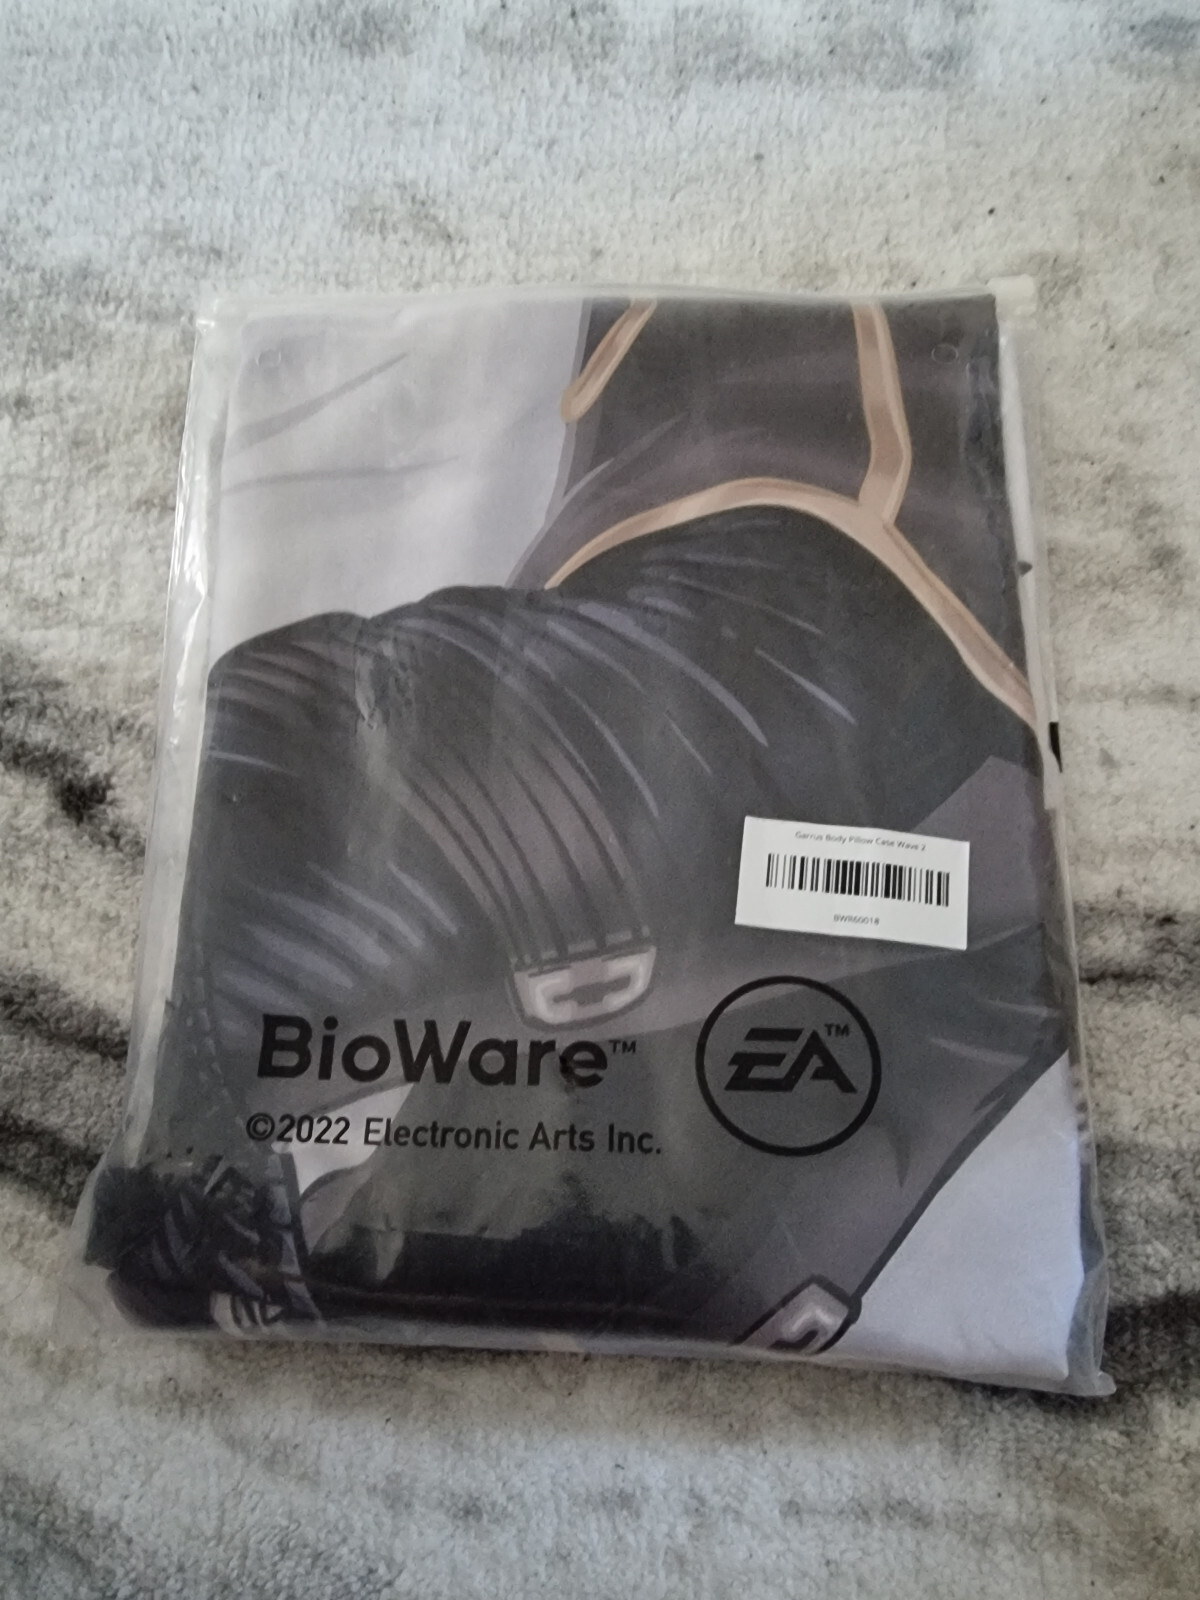 Garrus Body Pillow Case Wave 2
BWR60018
BioWare™
EA™
©2022 Electronic Arts Inc.